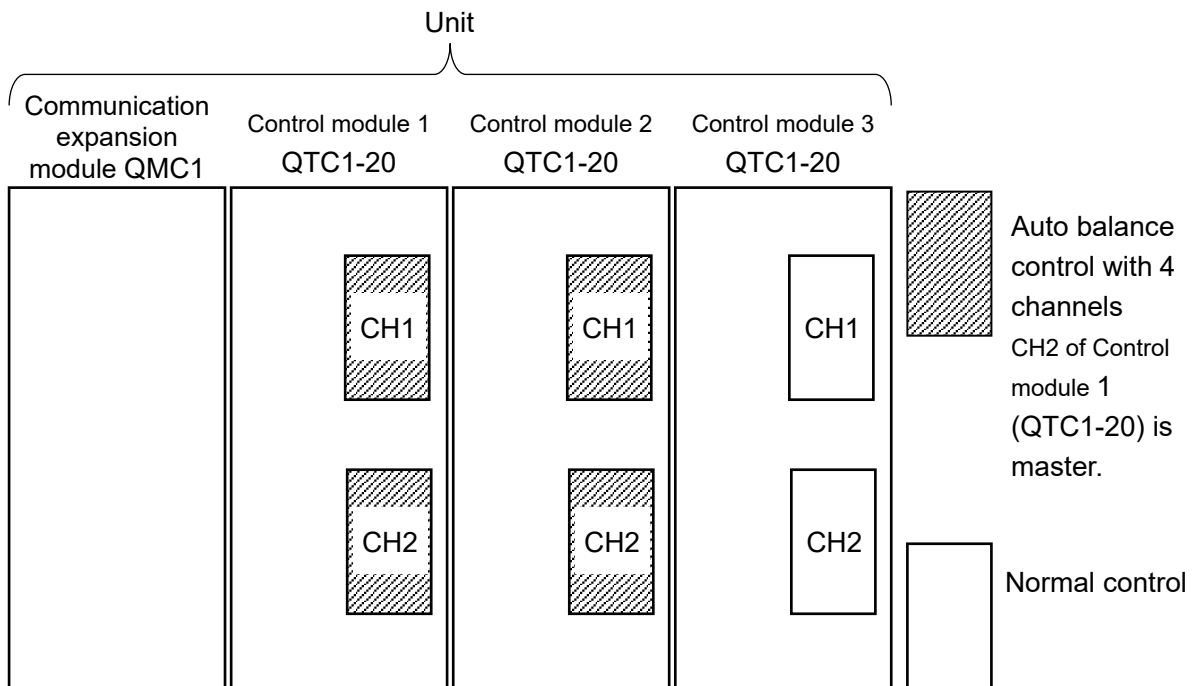 Unit
Communication
expansion
module QMC1
Control module 1
QTC1-20
Control module 2
QTC1-20
Control module 3
QTC1-20
CH1
CH1
CH1
CH2
CH2
CH2
Auto balance
control with 4
channels
CH2 of Control
module 1
(QTC1-20) is
master.
Normal control